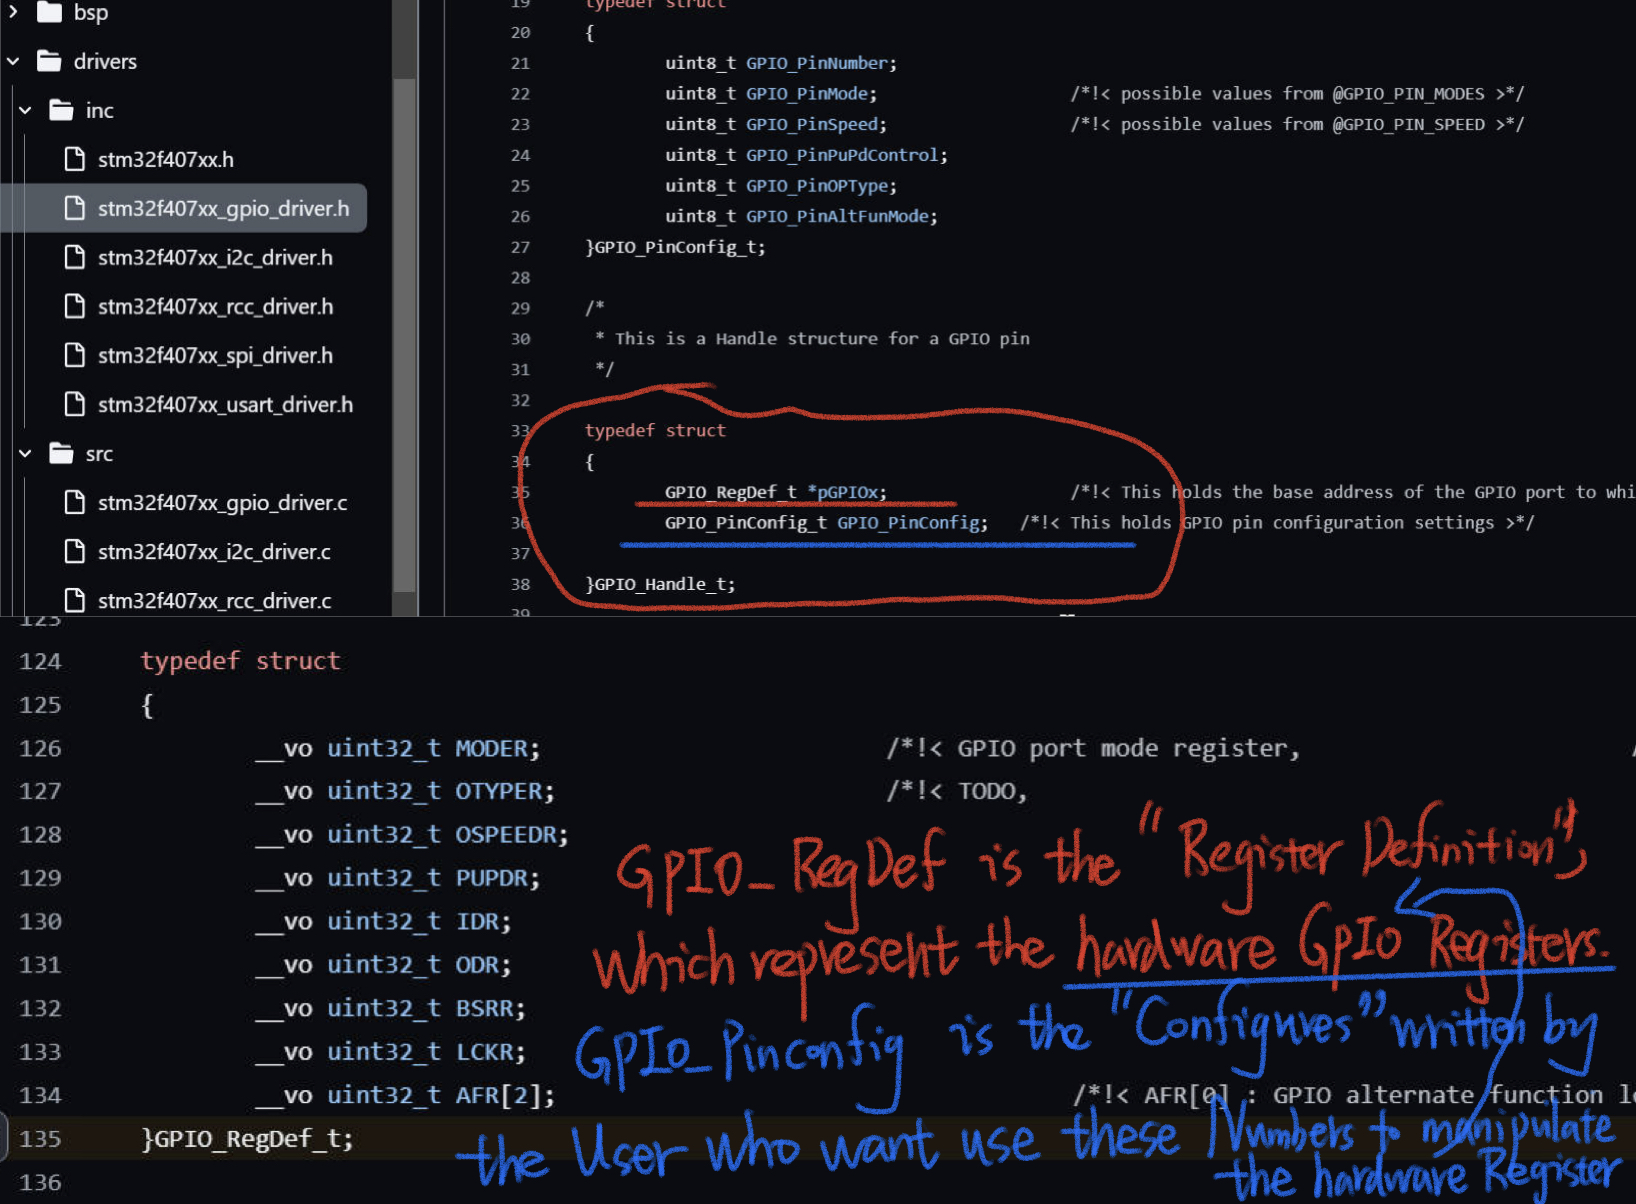 bsp
drivers
inc
stm32f407xx.h
stm32f407xx_gpio_driver.h
stm32f407xx_i2c_driver.h
stm32f407xx_rcc_driver.h
stm32f407xx_spi_driver.h
stm32f407xx_usart_driver.h
src
stm32f407xx_gpio_driver.c
stm32f407xx_i2c_driver.c
stm32f407xx_rcc_driver.c
19 typedef struct
20 {
21 uint8_t GPIO_PinNumber;
22 uint8_t GPIO_PinMode; /*!< possible values from @GPIO_PIN_MODES >*/
23 uint8_t GPIO_PinSpeed; /*!< possible values from @GPIO_PIN_SPEED >*/
24 uint8_t GPIO_PinPuPdControl;
25 uint8_t GPIO_PinOPType;
26 uint8_t GPIO_PinAltFunMode;
27 }GPIO_PinConfig_t;
28
29 /*
30 * This is a Handle structure for a GPIO pin
31 */
32
33 typedef struct
34 {
35 GPIO_RegDef_t *pGPIOx; /*!< This holds the base address of the GPIO port to whi
36 GPIO_PinConfig_t GPIO_PinConfig; /*!< This holds GPIO pin configuration settings >*/
37
38 }GPIO_Handle_t;
39
123
124 typedef struct
125 {
126 __vo uint32_t MODER; /*!< GPIO port mode register, /
127 __vo uint32_t OTYPER; /*!< TODO,
128 __vo uint32_t OSPEEDR;
129 __vo uint32_t PUPDR;
130 __vo uint32_t IDR;
131 __vo uint32_t ODR;
132 __vo uint32_t BSRR;
133 __vo uint32_t LCKR;
134 __vo uint32_t AFR[2]; /*!< AFR[0] : GPIO alternate function lo
135 }GPIO_RegDef_t;
136
GPIO_RegDef is the "Register Definition",
which represent the hardware GPIO Registers.
GPIO_Pinconfig is the "Configures" written by
the User who want use these Numbers to manipulate
the hardware Register